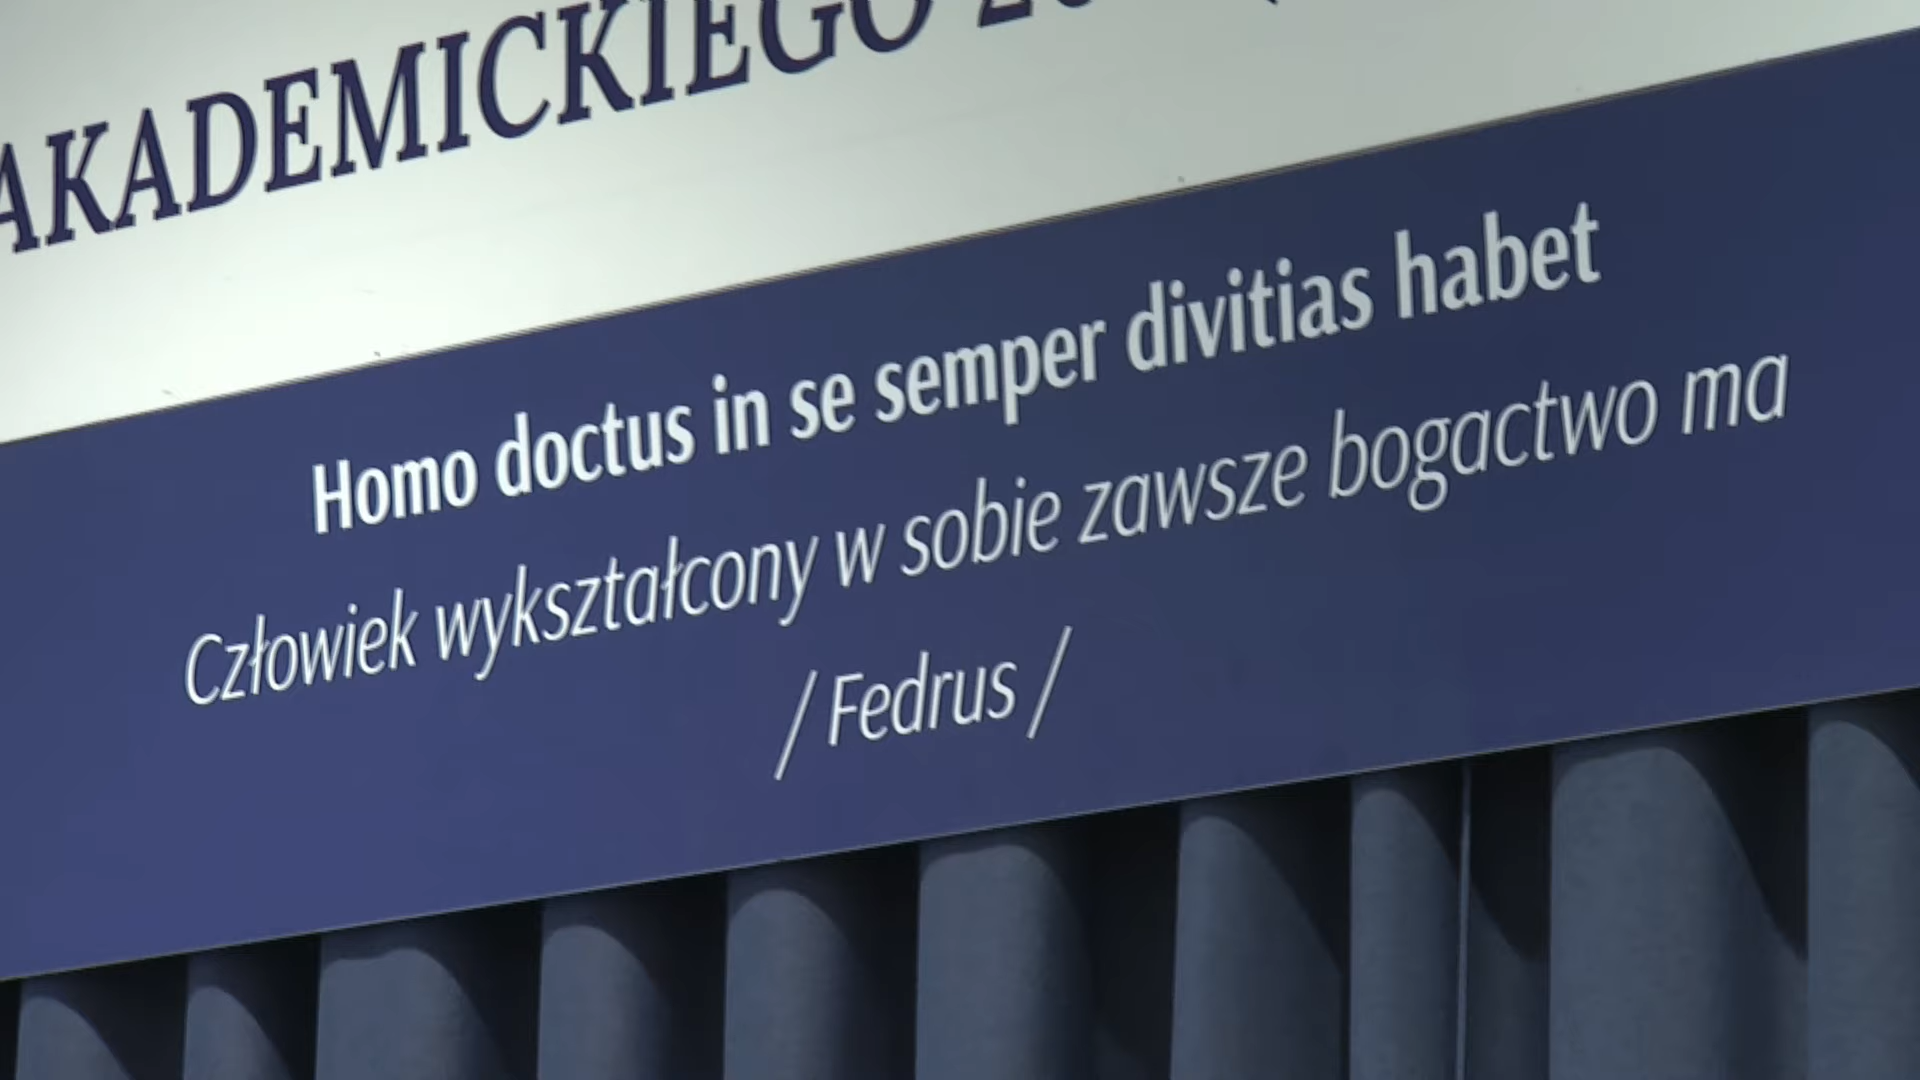 AKADEMICKIEGO
Homo doctus in se semper divitias habet
Człowiek wykształcony w sobie zawsze bogactwo ma
/ Fedrus /